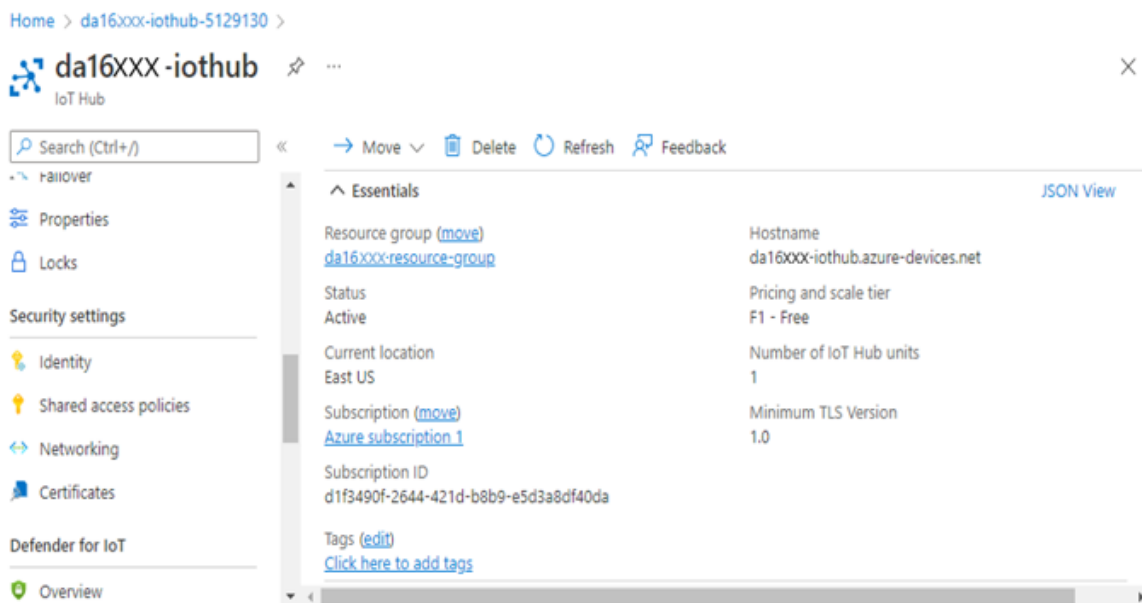 Home > da16xxx-iothub-5129130 >
da16XXX -iothub
...
IoT Hub
Search (Ctrl+/)
«
Failover
Properties
Locks
Security settings
Identity
Shared access policies
Networking
Certificates
Defender for IoT
Overview
Move
Delete
Refresh
Feedback
Essentials
JSON View
Resource group (move)
da16xxx-resource-group
Status
Active
Current location
East US
Subscription (move)
Azure subscription 1
Subscription ID
d1f3490f-2644-421d-b8b9-e5d3a8df40da
Tags (edit)
Click here to add tags
Hostname
da16XXX-iothub.azure-devices.net
Pricing and scale tier
F1 - Free
Number of IoT Hub units
1
Minimum TLS Version
1.0